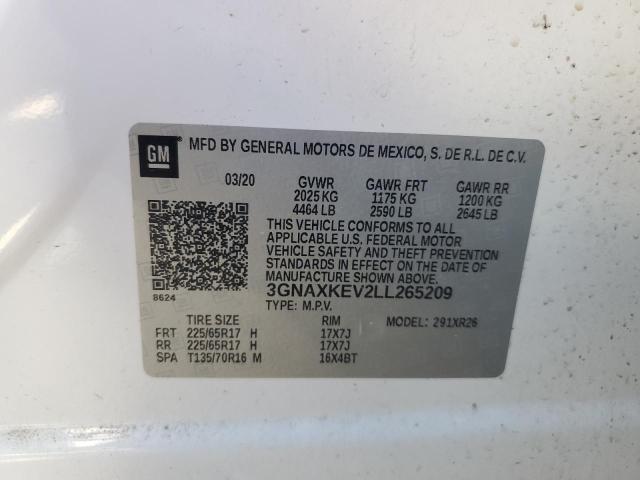 GM ® MFD BY GENERAL MOTORS DE MEXICO, S. DE R.L. DE C.V.
03/20 GVWR GAWR FRT GAWR RR
2025 KG 1175 KG 1200 KG
4464 LB 2590 LB 2645 LB
THIS VEHICLE CONFORMS TO ALL
APPLICABLE U.S. FEDERAL MOTOR
VEHICLE SAFETY AND THEFT PREVENTION
STANDARDS IN EFFECT ON THE DATE OF
MANUFACTURE SHOWN ABOVE.
8624 3GNAXKEV2LL265209
TYPE: M.P.V.
TIRE SIZE RIM MODEL: 291XR26
FRT 225/65R17 H 17X7J
RR 225/65R17 H 17X7J
SPA T135/70R16 M 16X4BT